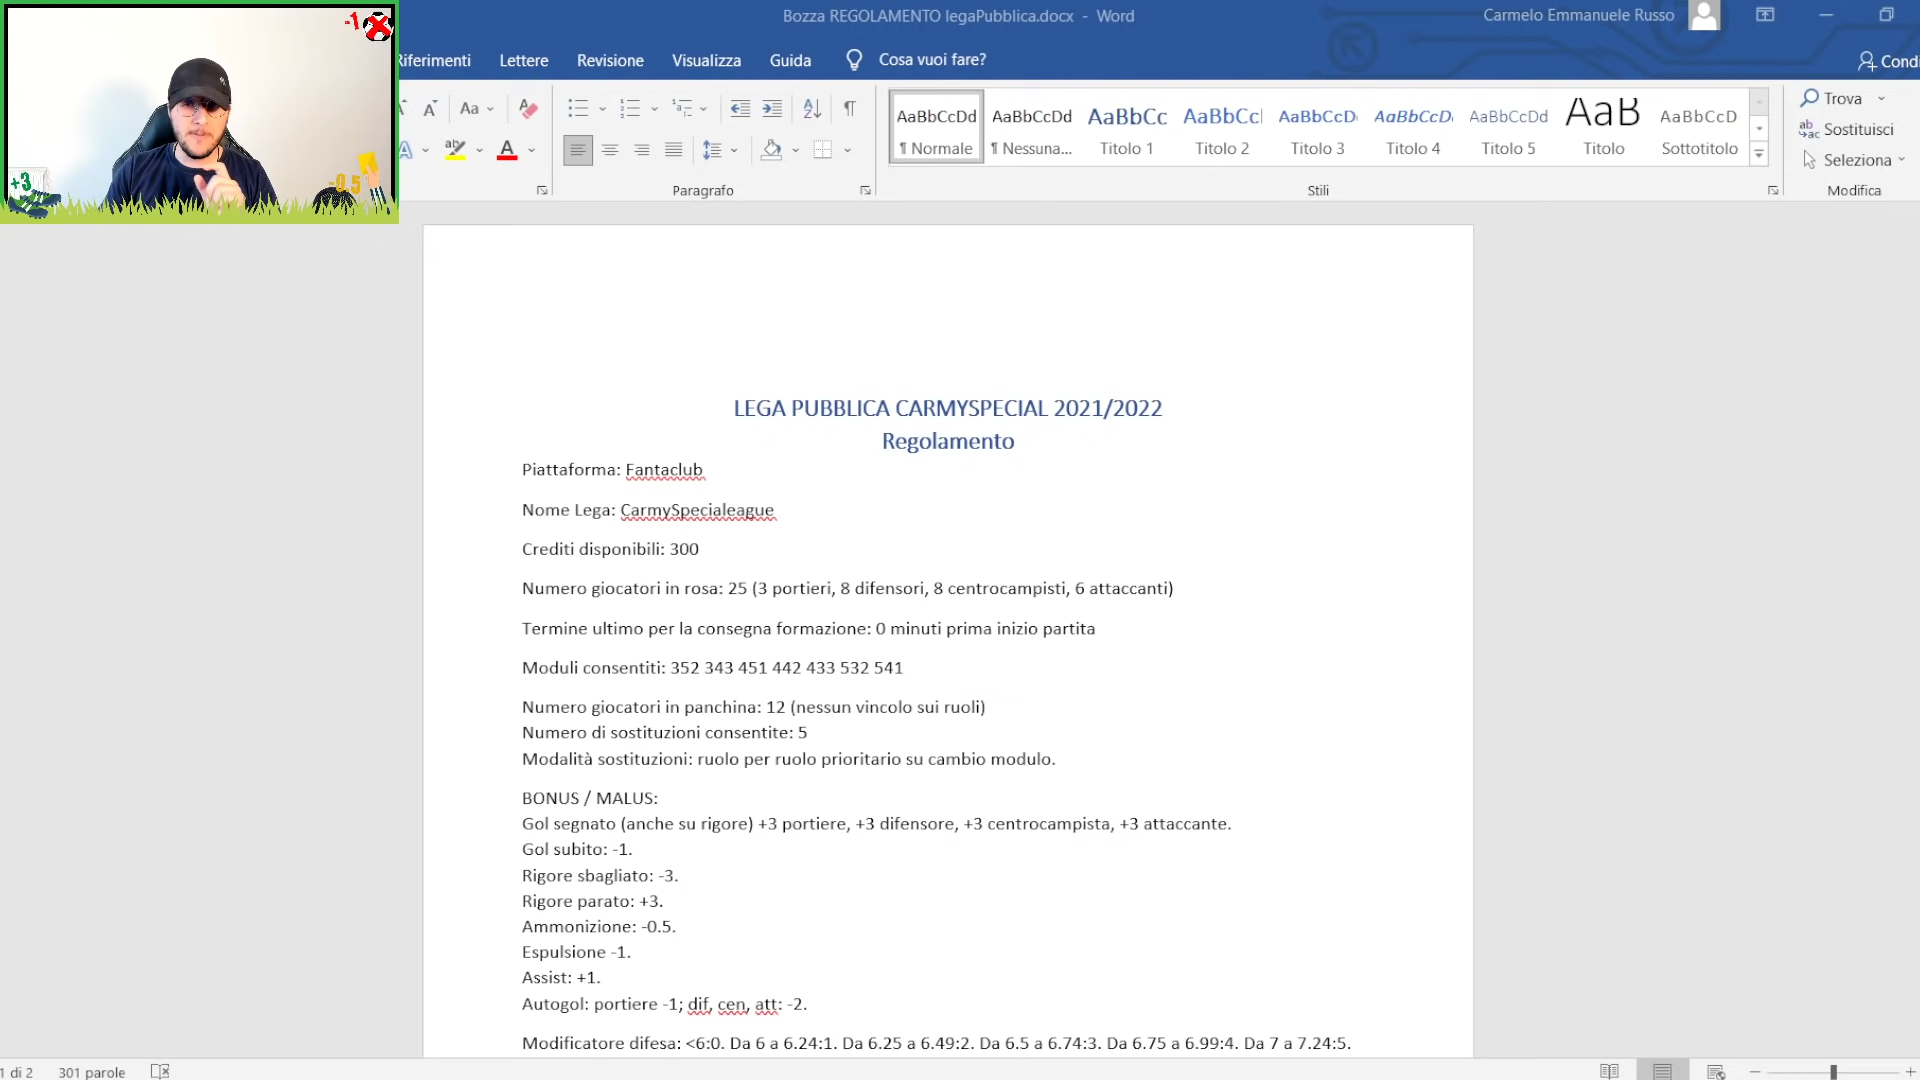 Bozza REGOLAMENTO legaPubblica.docx - Word
Carmelo Emmanuele Russo
-1
+3
-0.5
Riferimenti
Lettere
Revisione
Visualizza
Guida
Cosa vuoi fare?
Condi
Aa
AaBbCcDd
¶ Normale
AaBbCcDd
¶ Nessuna...
AaBbCc
Titolo 1
AaBbCcl
Titolo 2
AaBbCcD
Titolo 3
AaBbCcD
Titolo 4
AaBbCcDd
Titolo 5
AaB
Titolo
AaBbCcD
Sottotitolo
Trova
Sostituisci
Seleziona
Paragrafo
Stili
Modifica
LEGA PUBBLICA CARMYSPECIAL 2021/2022
Regolamento
Piattaforma: Fantaclub
Nome Lega: CarmySpecialeague
Crediti disponibili: 300
Numero giocatori in rosa: 25 (3 portieri, 8 difensori, 8 centrocampisti, 6 attaccanti)
Termine ultimo per la consegna formazione: 0 minuti prima inizio partita
Moduli consentiti: 352 343 451 442 433 532 541
Numero giocatori in panchina: 12 (nessun vincolo sui ruoli)
Numero di sostituzioni consentite: 5
Modalità sostituzioni: ruolo per ruolo prioritario su cambio modulo.
BONUS / MALUS:
Gol segnato (anche su rigore) +3 portiere, +3 difensore, +3 centrocampista, +3 attaccante.
Gol subito: -1.
Rigore sbagliato: -3.
Rigore parato: +3.
Ammonizione: -0.5.
Espulsione -1.
Assist: +1.
Autogol: portiere -1; dif, cen, att: -2.
Modificatore difesa: <6:0. Da 6 a 6.24:1. Da 6.25 a 6.49:2. Da 6.5 a 6.74:3. Da 6.75 a 6.99:4. Da 7 a 7.24:5.
1 di 2
301 parole